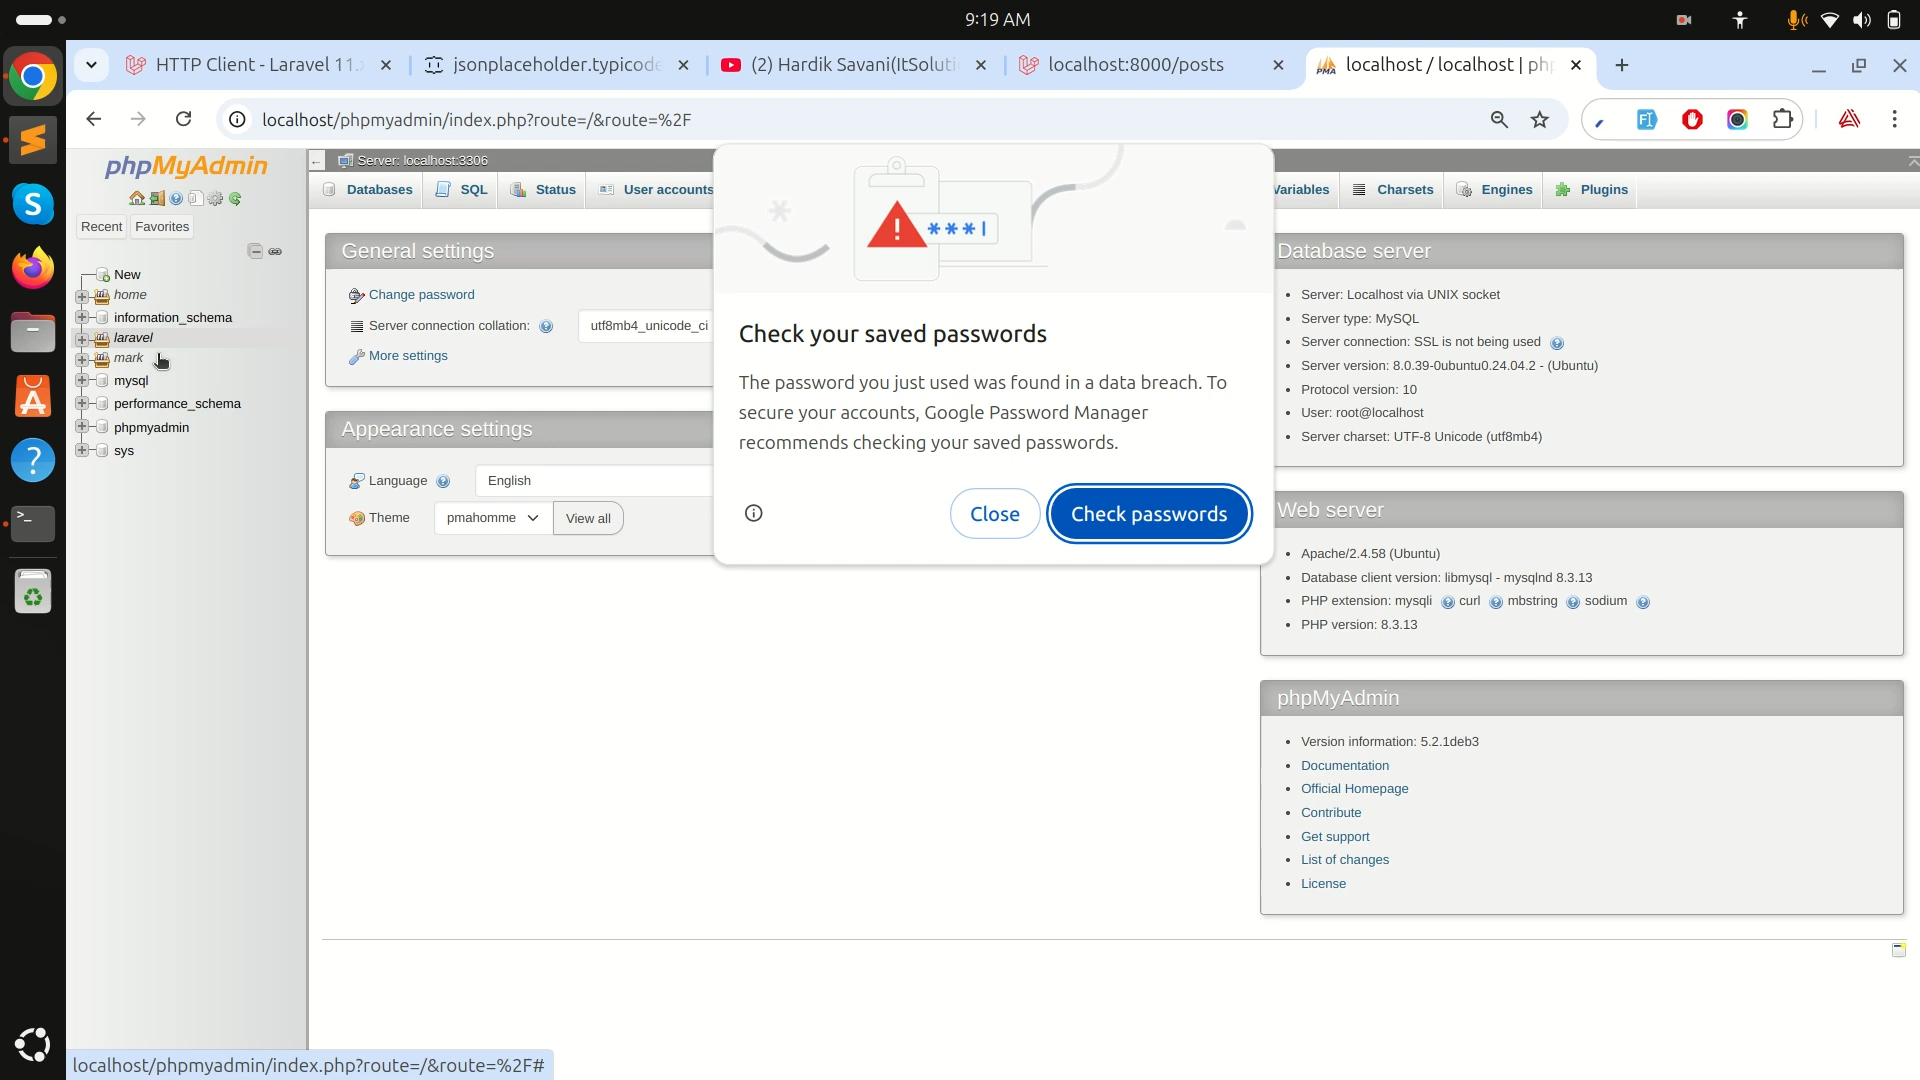 9:19 AM
HTTP Client - Laravel 11.x
jsonplaceholder.typicode
(2) Hardik Savani(ItSoluti
localhost:8000/posts
localhost / localhost | php
localhost/phpmyadmin/index.php?route=/&route=%2F
phpMyAdmin
Recent
Favorites
New
home
information_schema
laravel
mark
mysql
performance_schema
phpmyadmin
sys
Server: localhost:3306
Databases
SQL
Status
User accounts
Variables
Charsets
Engines
Plugins
General settings
Change password
Server connection collation:
utf8mb4_unicode_ci
More settings
Appearance settings
Language
English
Theme
pmahomme
View all
***|
Check your saved passwords
The password you just used was found in a data breach. To
secure your accounts, Google Password Manager
recommends checking your saved passwords.
Close
Check passwords
Database server
Server: Localhost via UNIX socket
Server type: MySQL
Server connection: SSL is not being used
Server version: 8.0.39-0ubuntu0.24.04.2 - (Ubuntu)
Protocol version: 10
User: root@localhost
Server charset: UTF-8 Unicode (utf8mb4)
Web server
Apache/2.4.58 (Ubuntu)
Database client version: libmysql - mysqlnd 8.3.13
PHP extension: mysqli curl mbstring sodium
PHP version: 8.3.13
phpMyAdmin
Version information: 5.2.1deb3
Documentation
Official Homepage
Contribute
Get support
List of changes
License
localhost/phpmyadmin/index.php?route=/&route=%2F#